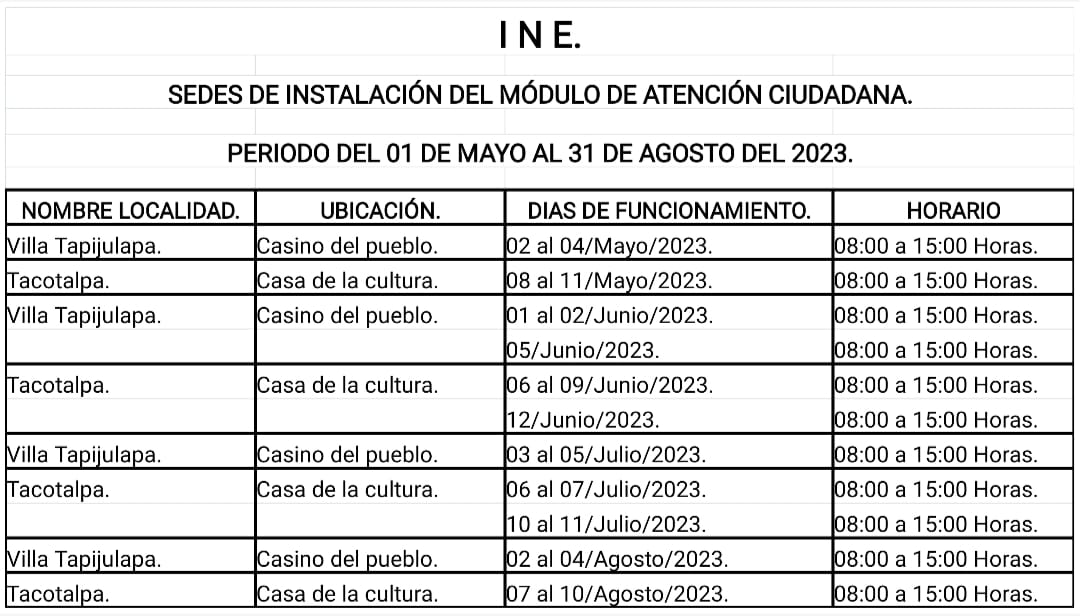 I N E.
SEDES DE INSTALACIÓN DEL MÓDULO DE ATENCIÓN CIUDADANA.
PERIODO DEL 01 DE MAYO AL 31 DE AGOSTO DEL 2023.
NOMBRE LOCALIDAD. UBICACIÓN. DIAS DE FUNCIONAMIENTO. HORARIO
Villa Tapijulapa. Casino del pueblo. 02 al 04/Mayo/2023. 08:00 a 15:00 Horas.
Tacotalpa. Casa de la cultura. 08 al 11/Mayo/2023. 08:00 a 15:00 Horas.
Villa Tapijulapa. Casino del pueblo. 01 al 02/Junio/2023. 08:00 a 15:00 Horas.
05/Junio/2023. 08:00 a 15:00 Horas.
Tacotalpa. Casa de la cultura. 06 al 09/Junio/2023. 08:00 a 15:00 Horas.
12/Junio/2023. 08:00 a 15:00 Horas.
Villa Tapijulapa. Casino del pueblo. 03 al 05/Julio/2023. 08:00 a 15:00 Horas.
Tacotalpa. Casa de la cultura. 06 al 07/Julio/2023. 08:00 a 15:00 Horas.
10 al 11/Julio/2023. 08:00 a 15:00 Horas.
Villa Tapijulapa. Casino del pueblo. 02 al 04/Agosto/2023. 08:00 a 15:00 Horas.
Tacotalpa. Casa de la cultura. 07 al 10/Agosto/2023. 08:00 a 15:00 Horas.